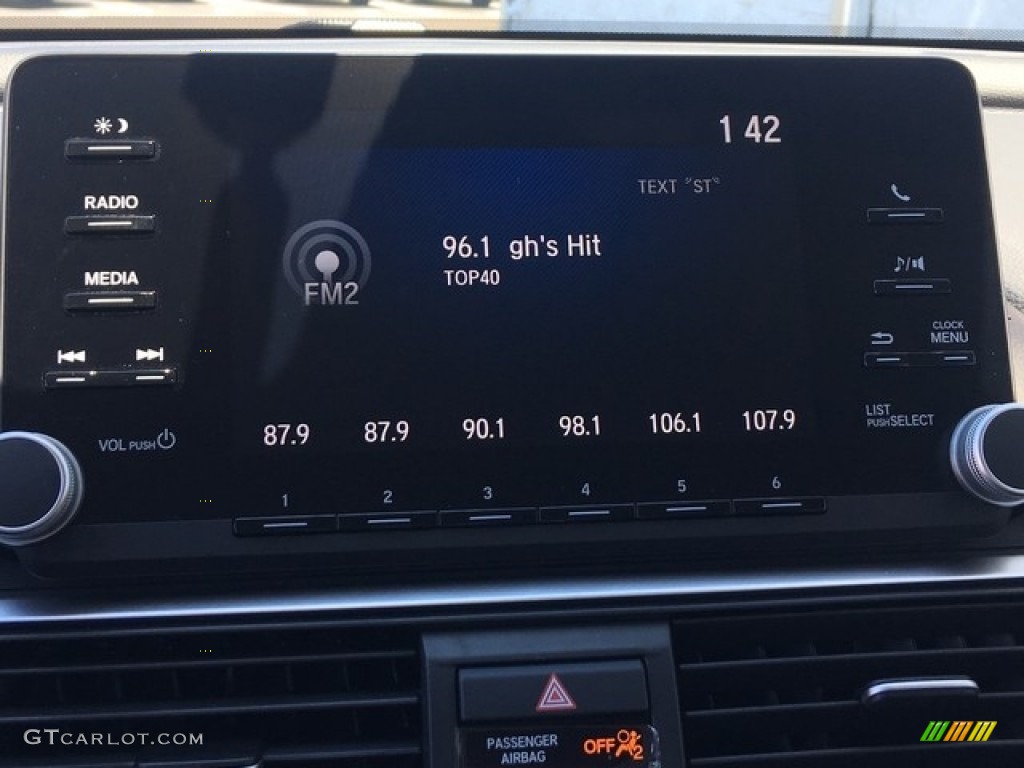 1 42
TEXT "ST"
RADIO
96.1 gh's Hit
TOP40
FM2
MEDIA
CLOCK
MENU
LIST
PUSH SELECT
VOL PUSH
87.9 87.9 90.1 98.1 106.1 107.9
1 2 3 4 5 6
PASSENGER
AIRBAG
OFF 2
GTCARLOT.COM